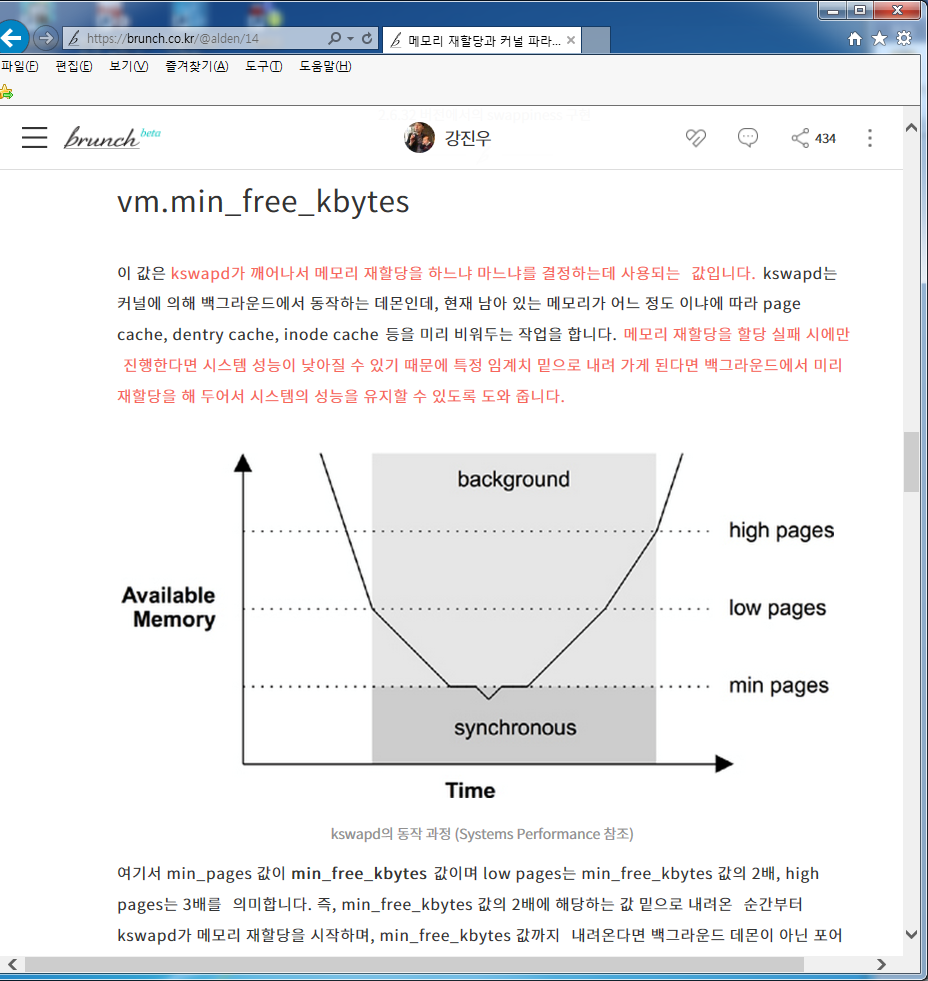 https://brunch.co.kr/@alden/14
메모리 재할당과 커널 파라...
파일(F) 편집(E) 보기(V) 즐겨찾기(A) 도구(T) 도움말(H)
brunch beta
강진우
434
vm.min_free_kbytes
이 값은 kswapd가 깨어나서 메모리 재할당을 하느냐 마느냐를 결정하는데 사용되는 값입니다. kswapd는
커널에 의해 백그라운드에서 동작하는 데몬인데, 현재 남아 있는 메모리가 어느 정도 이냐에 따라 page
cache, dentry cache, inode cache 등을 미리 비워두는 작업을 합니다. 메모리 재할당을 할당 실패 시에만
진행한다면 시스템 성능이 낮아질 수 있기 때문에 특정 임계치 밑으로 내려 가게 된다면 백그라운드에서 미리
재할당을 해 두어서 시스템의 성능을 유지할 수 있도록 도와 줍니다.
background
high pages
Available
Memory
low pages
min pages
synchronous
Time
kswapd의 동작 과정 (Systems Performance 참조)
여기서 min_pages 값이 min_free_kbytes 값이며 low pages는 min_free_kbytes 값의 2배, high
pages는 3배를 의미합니다. 즉, min_free_kbytes 값의 2배에 해당하는 값 밑으로 내려온 순간부터
kswapd가 메모리 재할당을 시작하며, min_free_kbytes 값까지 내려온다면 백그라운드 데몬이 아닌 포어